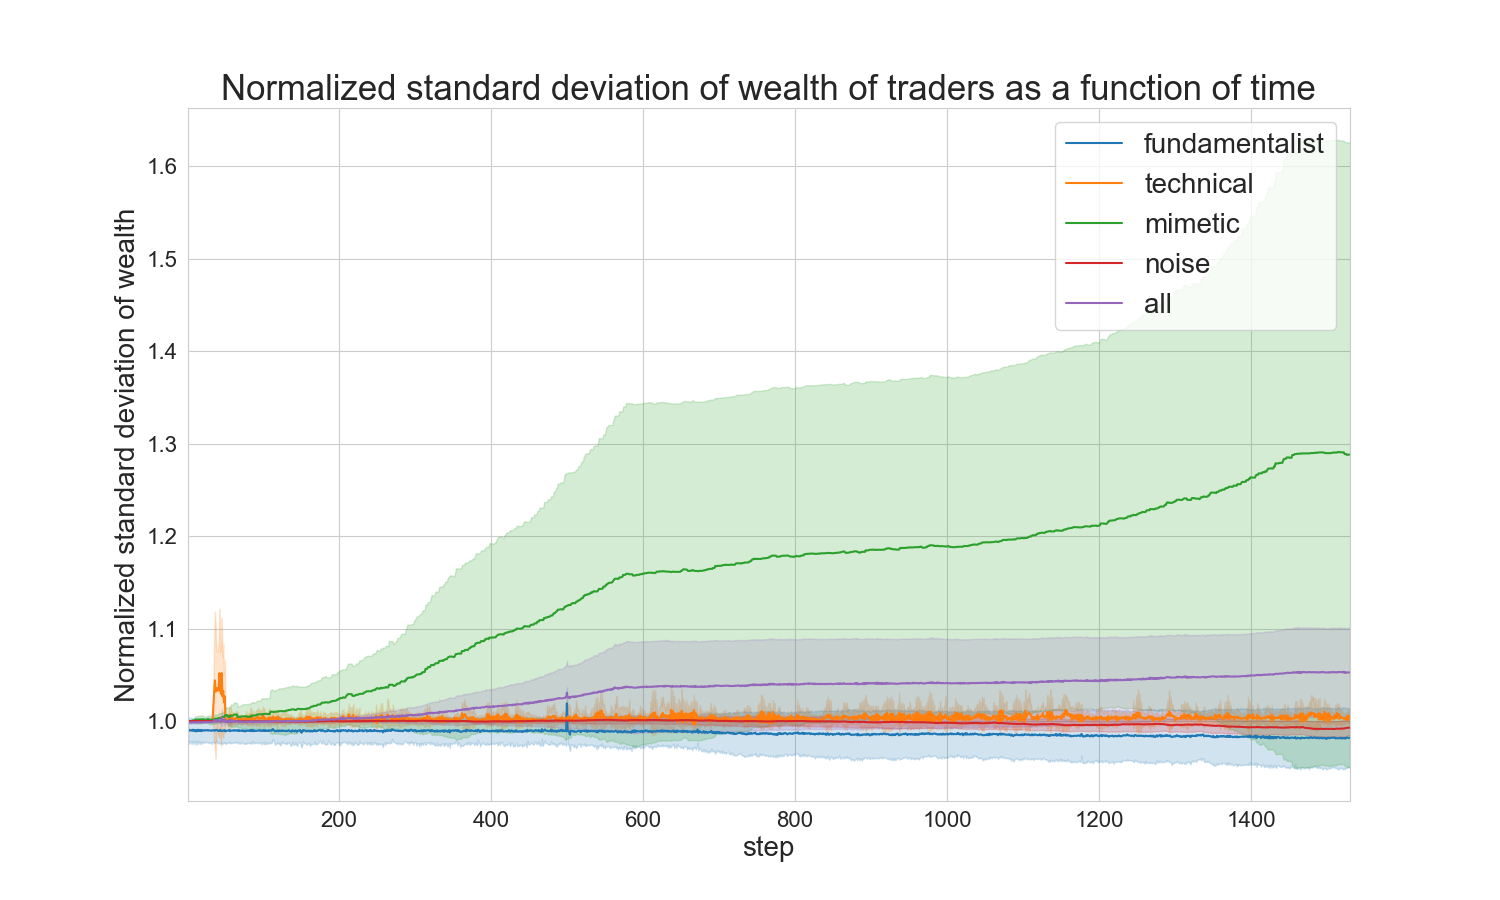 Normalized standard deviation of wealth of traders as a function of time
Normalized standard deviation of wealth
1.6
1.5
1.4
1.3
1.2
1.1
1.0
fundamentalist
technical
mimetic
noise
all
200 400 600 800 1000 1200 1400
step